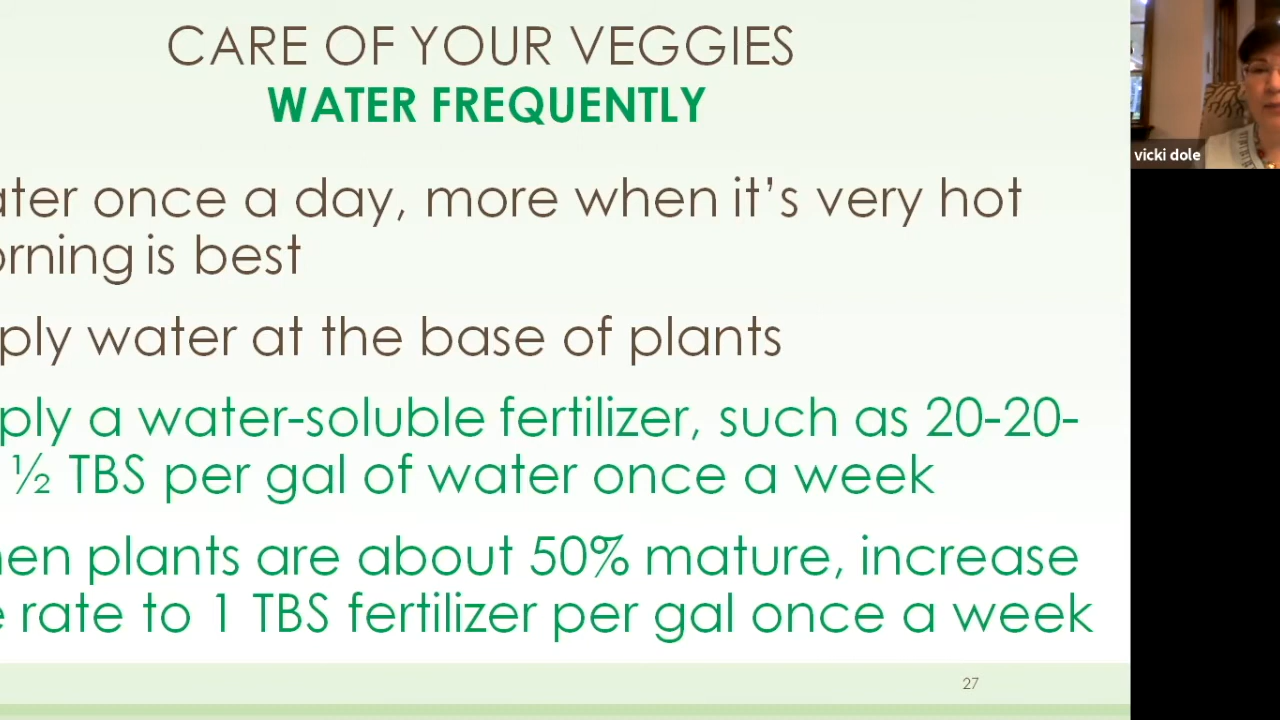 CARE OF YOUR VEGGIES
WATER FREQUENTLY
ater once a day, more when it's very hot
orning is best
ply water at the base of plants
ply a water-soluble fertilizer, such as 20-20-
½ TBS per gal of water once a week
en plants are about 50% mature, increase
e rate to 1 TBS fertilizer per gal once a week
27
vicki dole